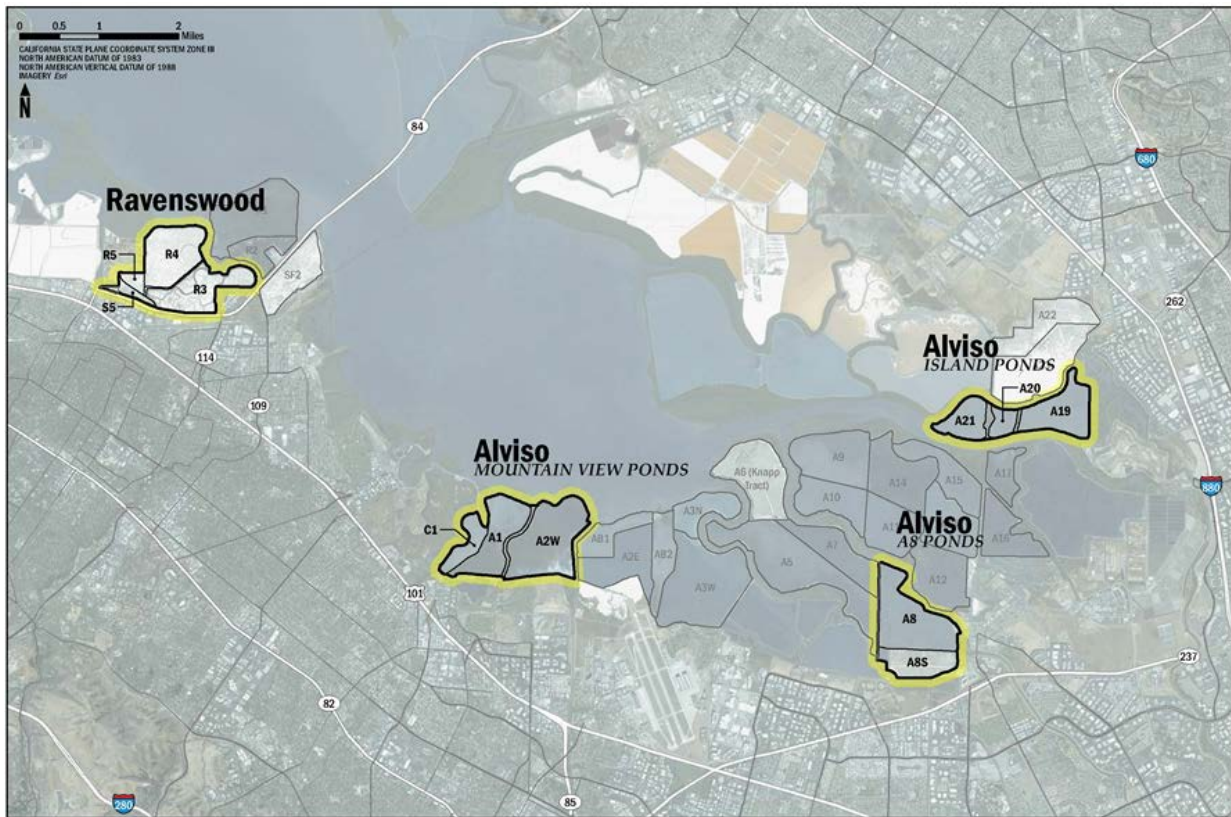 0 0.5 1 2
Miles
CALIFORNIA STATE PLANE COORDINATE SYSTEM ZONE III
NORTH AMERICAN DATUM OF 1983
NORTH AMERICAN VERTICAL DATUM OF 1988
IMAGERY Esri
N
84
680
Ravenswood
R5
R4
R2
R3
SF2
S5
262
A22
114
Alviso
ISLAND PONDS
A20
A21
A19
109
Alviso
MOUNTAIN VIEW PONDS
A6 (Knapp
Tract)
A9
A14
A15
A17
880
A10
C1
A1
A2W
AB1
A2E
AB2
A3N
A7
Alviso
A8 PONDS
A16
A5
A12
101
A3W
A8
A8S
237
82
280
85